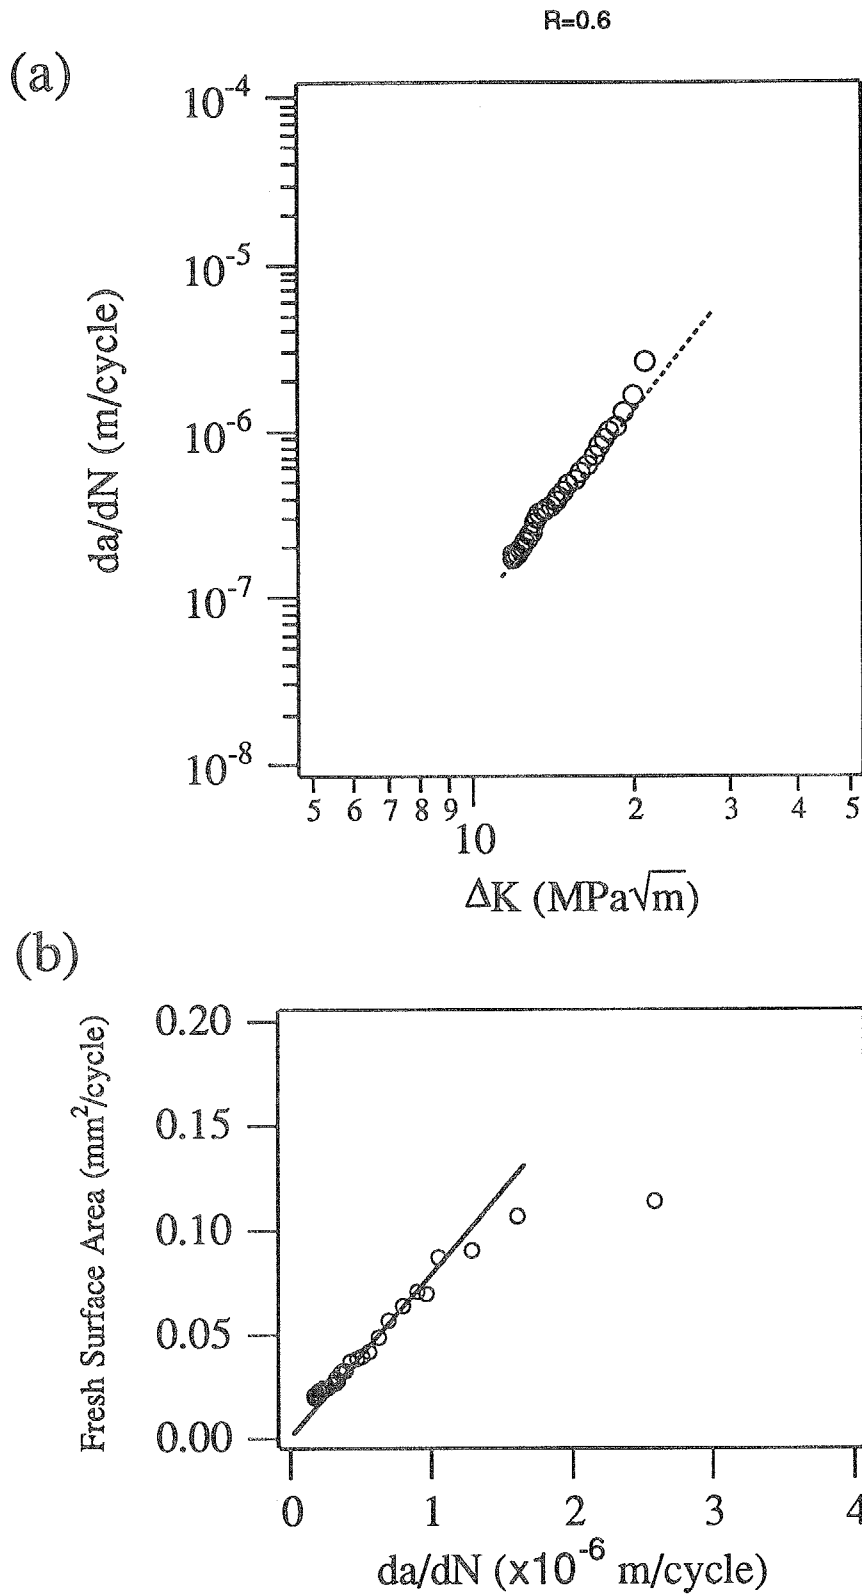 R=0.6
(a)
10^-4
10^-5
10^-6
10^-7
10^-8
da/dN (m/cycle)
5 6 7 8 9 10 2 3 4 5
ΔK (MPa√m)
(b)
0.20
0.15
0.10
0.05
0.00
Fresh Surface Area (mm²/cycle)
0 1 2 3 4
da/dN (x10^-6 m/cycle)